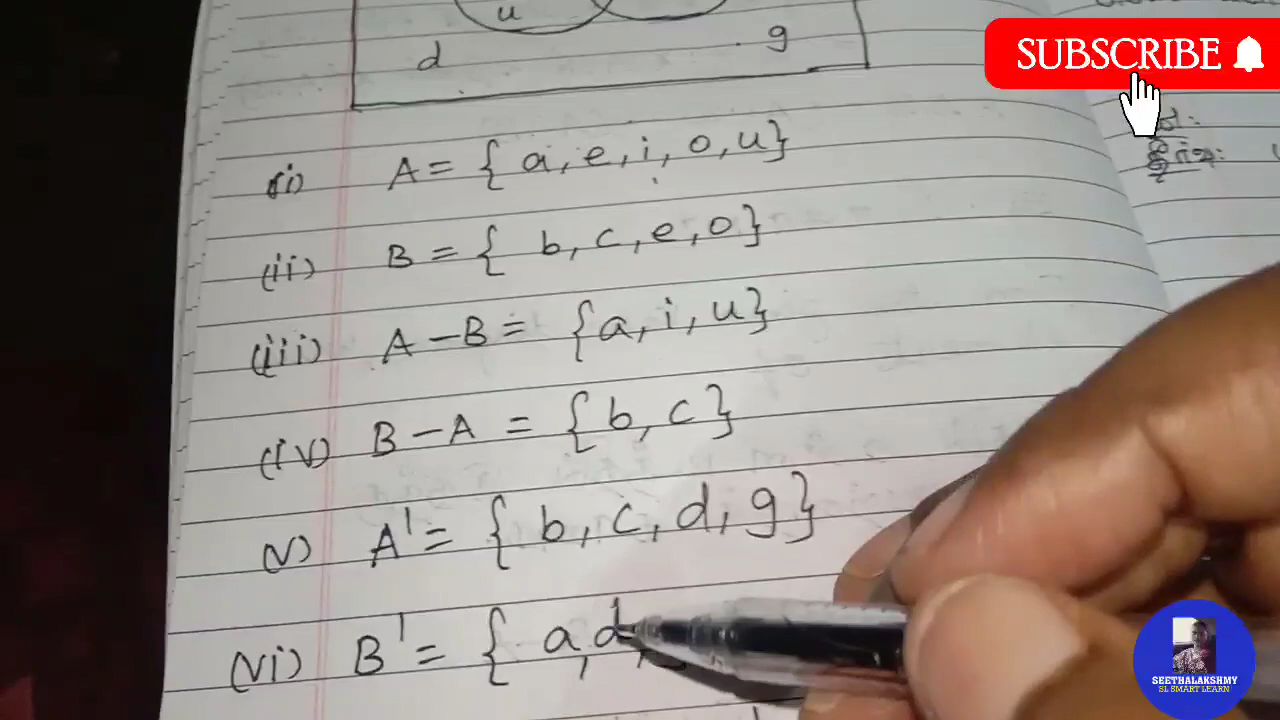 u
d g
SUBSCRIBE
(i) A = { a, e, i, o, u}
(ii) B = { b, c, e, o}
(iii) A - B = {a, i, u}
(iv) B - A = { b, c}
(v) A' = { b, c, d, g}
(vi) B' = { a, d,
SEETHALAKSHMY
SL SMART LEARN